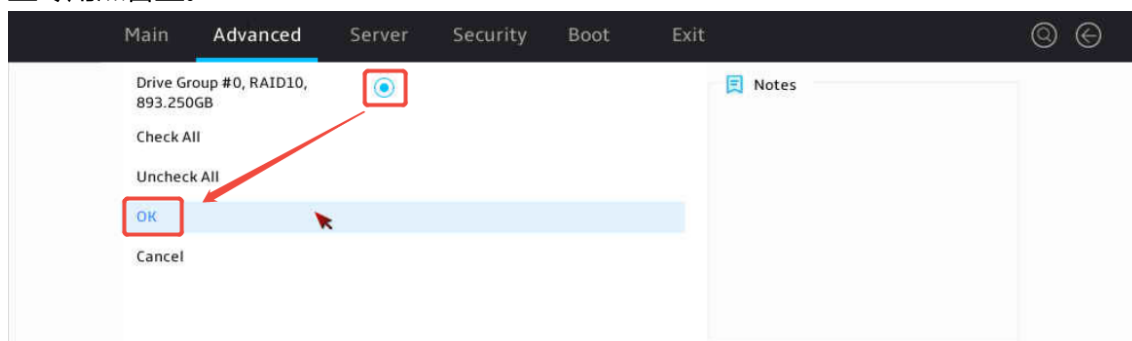 Main Advanced Server Security Boot Exit
Drive Group #0, RAID10,
893.250GB
Notes
Check All
Uncheck All
OK
Cancel